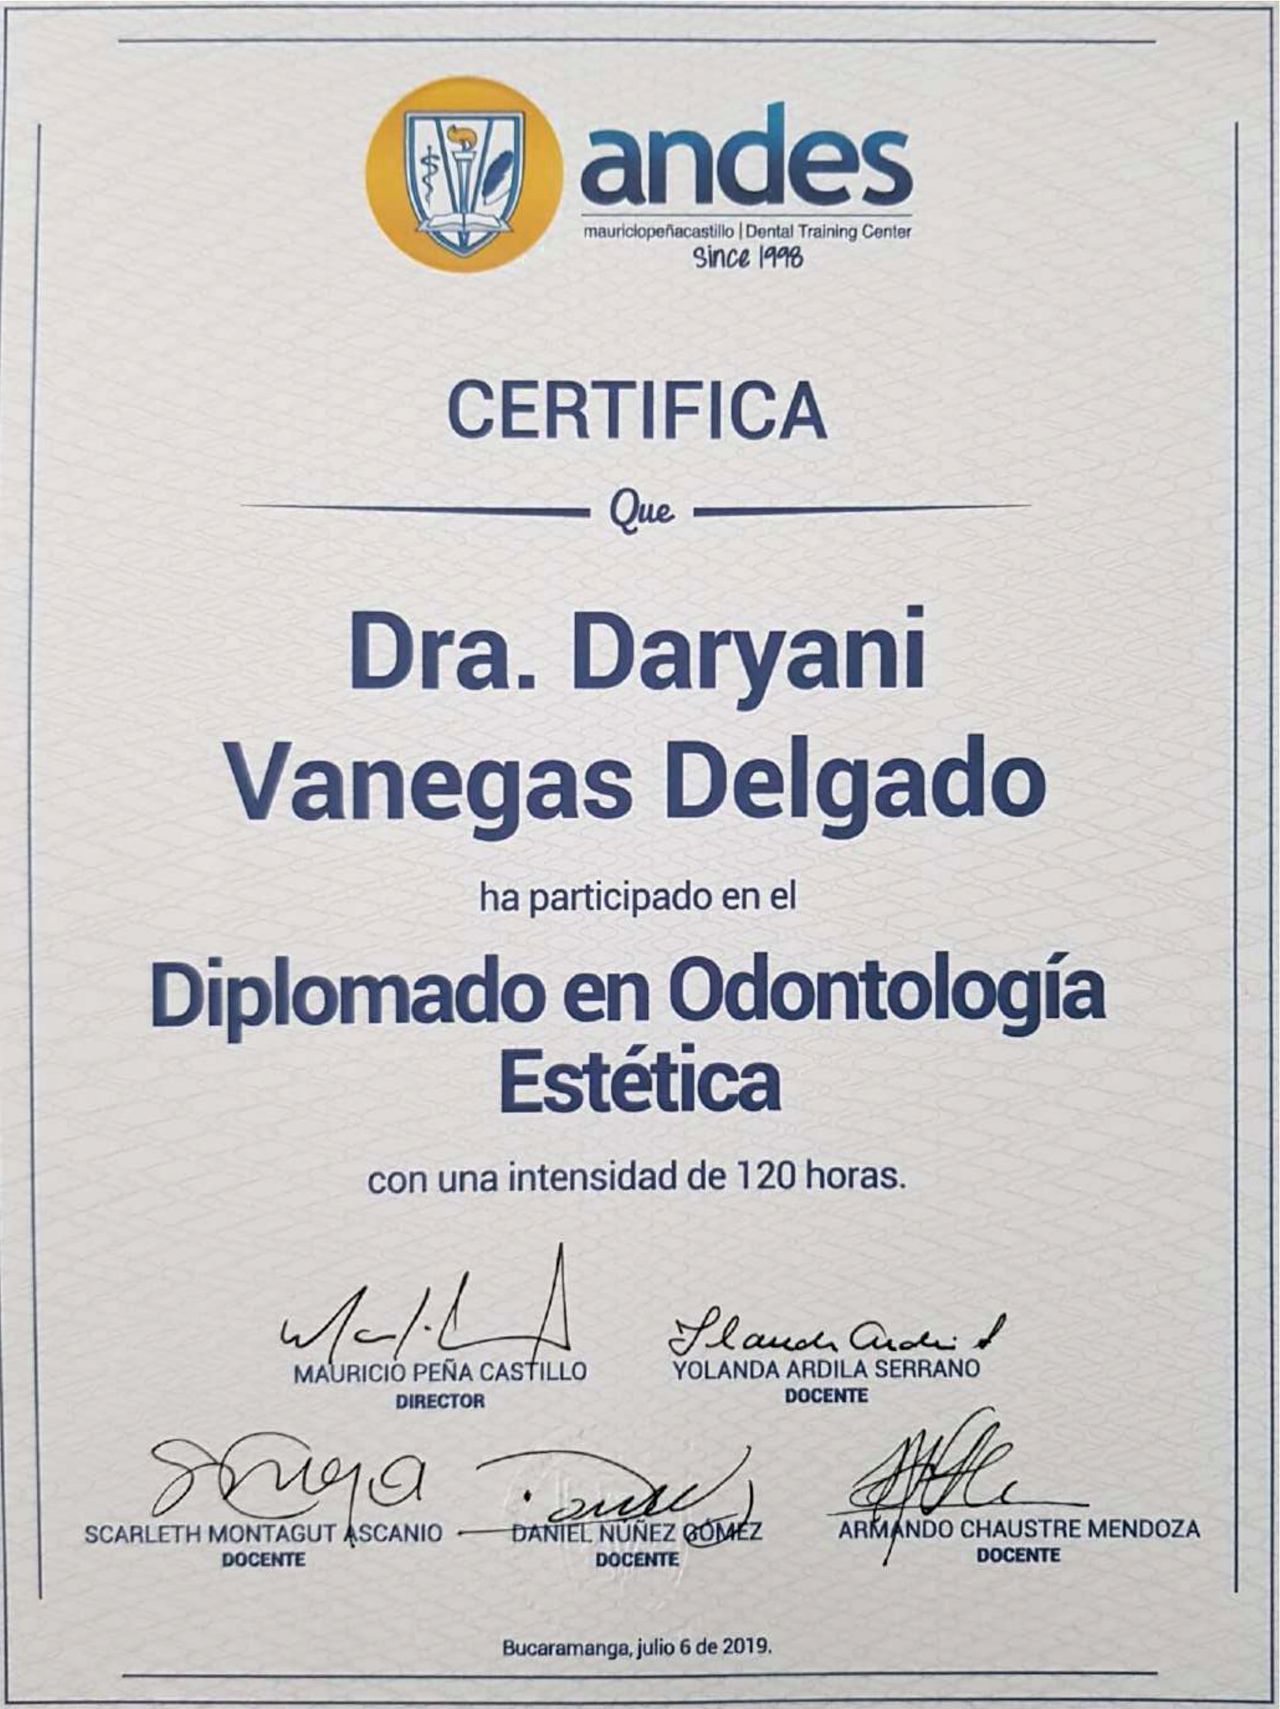 andes
mauriciopeñacastillo | Dental Training Center
Since 1998
CERTIFICA
Que
Dra. Daryani
Vanegas Delgado
ha participado en el
Diplomado en Odontología
Estética
con una intensidad de 120 horas.
MAURICIO PEÑA CASTILLO
DIRECTOR
YOLANDA ARDILA SERRANO
DOCENTE
SCARLETH MONTAGUT ASCANIO
DOCENTE
DANIEL NÚÑEZ GÓMEZ
DOCENTE
ARMANDO CHAUSTRE MENDOZA
DOCENTE
Bucaramanga, julio 6 de 2019.